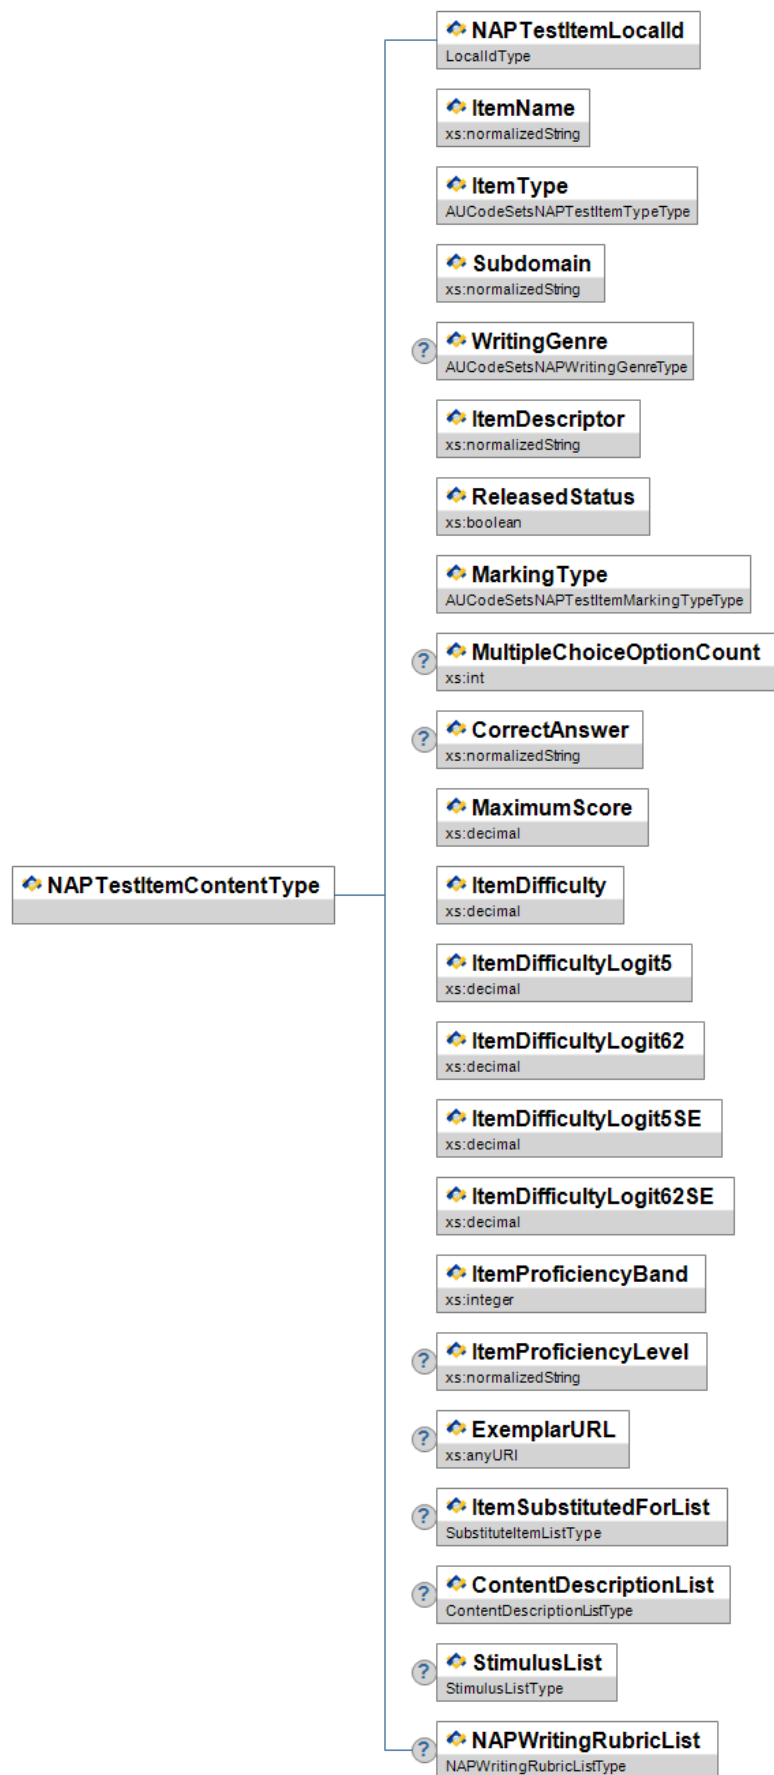 NAPTestItemLocalId
LocalIdType
ItemName
xs:normalizedString
ItemType
AUCodeSetsNAPTestItemTypeType
Subdomain
xs:normalizedString
?
WritingGenre
AUCodeSetsNAPWritingGenreType
ItemDescriptor
xs:normalizedString
ReleasedStatus
xs:boolean
MarkingType
AUCodeSetsNAPTestItemMarkingTypeType
?
MultipleChoiceOptionCount
xs:int
?
CorrectAnswer
xs:normalizedString
MaximumScore
xs:decimal
NAPTestItemContentType
ItemDifficulty
xs:decimal
ItemDifficultyLogit5
xs:decimal
ItemDifficultyLogit62
xs:decimal
ItemDifficultyLogit5SE
xs:decimal
ItemDifficultyLogit62SE
xs:decimal
ItemProficiencyBand
xs:integer
?
ItemProficiencyLevel
xs:normalizedString
?
ExemplarURL
xs:anyURI
?
ItemSubstitutedForList
SubstituteItemListType
?
ContentDescriptionList
ContentDescriptionListType
?
StimulusList
StimulusListType
?
NAPWritingRubricList
NAPWritingRubricListType